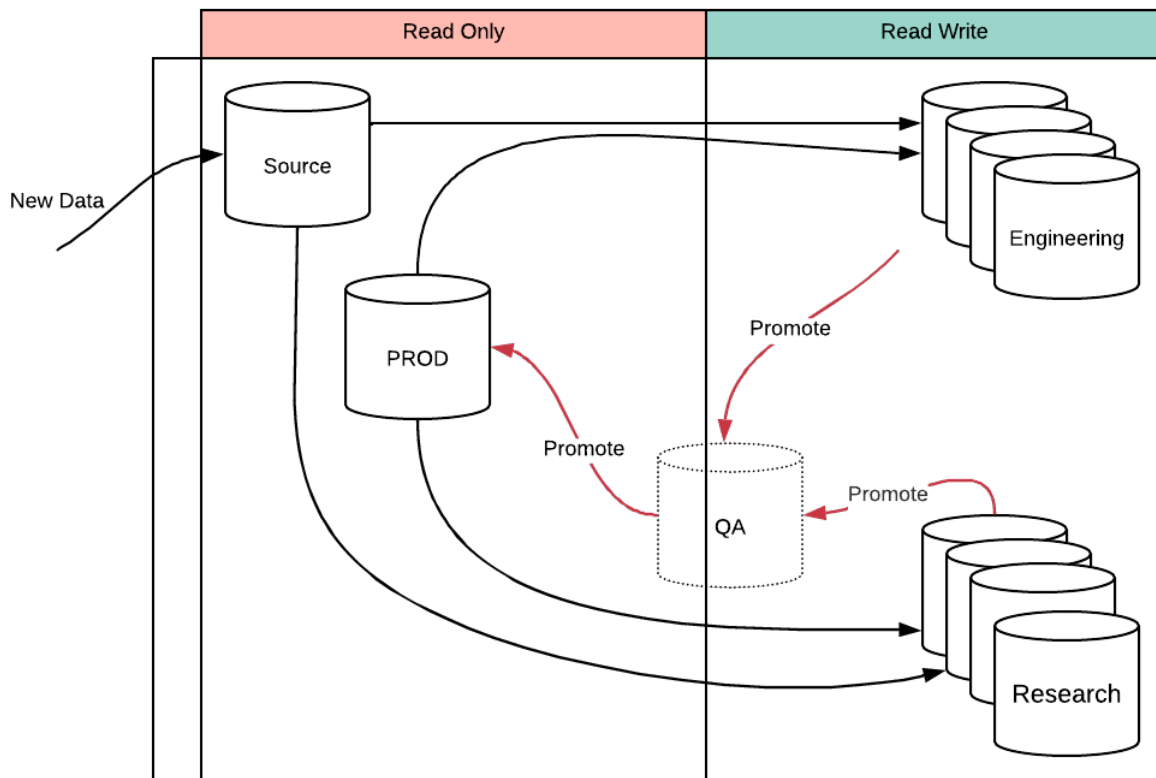 Read Only
Read Write
Source
New Data
Engineering
Promote
PROD
Promote
Promote
QA
Research